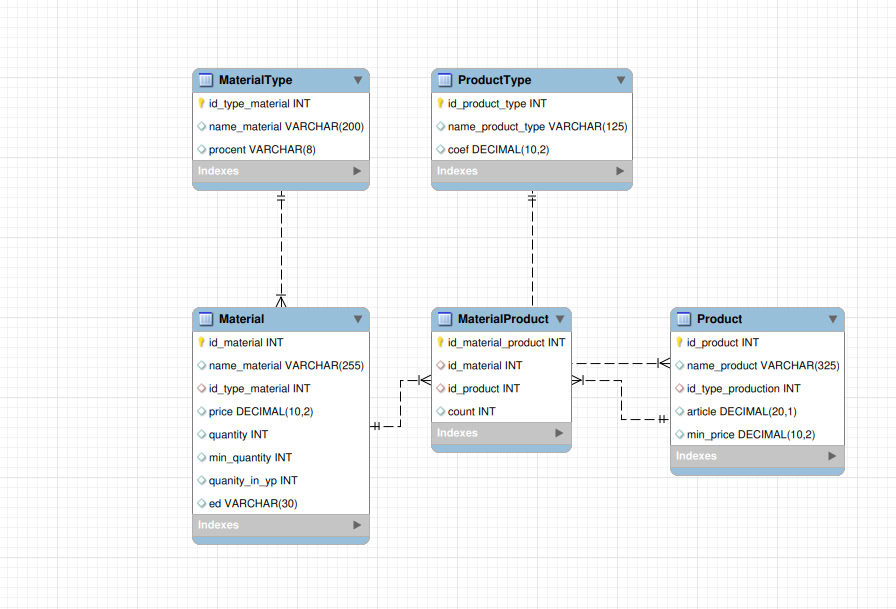 MaterialType
id_type_material INT
name_material VARCHAR(200)
procent VARCHAR(8)
Indexes
ProductType
id_product_type INT
name_product_type VARCHAR(125)
coef DECIMAL(10,2)
Indexes
Material
id_material INT
name_material VARCHAR(255)
id_type_material INT
price DECIMAL(10,2)
quantity INT
min_quantity INT
quanity_in_yp INT
ed VARCHAR(30)
Indexes
MaterialProduct
id_material_product INT
id_material INT
id_product INT
count INT
Indexes
Product
id_product INT
name_product VARCHAR(325)
id_type_production INT
article DECIMAL(20,1)
min_price DECIMAL(10,2)
Indexes